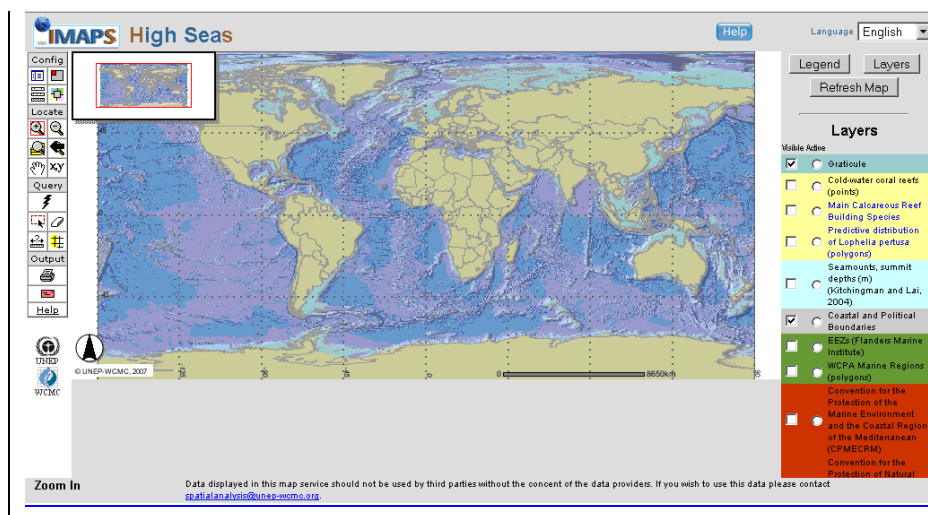 IMAPS High Seas
Help
Language English
Config
Locate
X,Y
Query
Output
Help
UNEP
WCMC
© UNEP-WCMC, 2007
0
8650km
Legend
Layers
Refresh Map
Layers
Visible Active
Graticule
Cold-water coral reefs
(points)
Main Calcareous Reef
Building Species
Predictive distribution
of Lophelia pertusa
(polygons)
Seamounts, summit
depths (m)
(Kitchingman and Lai,
2004)
Coastal and Political
Boundaries
EEZs (Flanders Marine
Institute)
WCPA Marine Regions
(polygons)
Convention for the
Protection of the
Marine Environment
and the Coastal Region
of the Mediterranean
(CPMECRM)
Convention for the
Protection of Natural
Zoom In
Data displayed in this map service should not be used by third parties without the concent of the data providers. If you wish to use this data please contact
spatialanalysis@unep-wcmc.org.